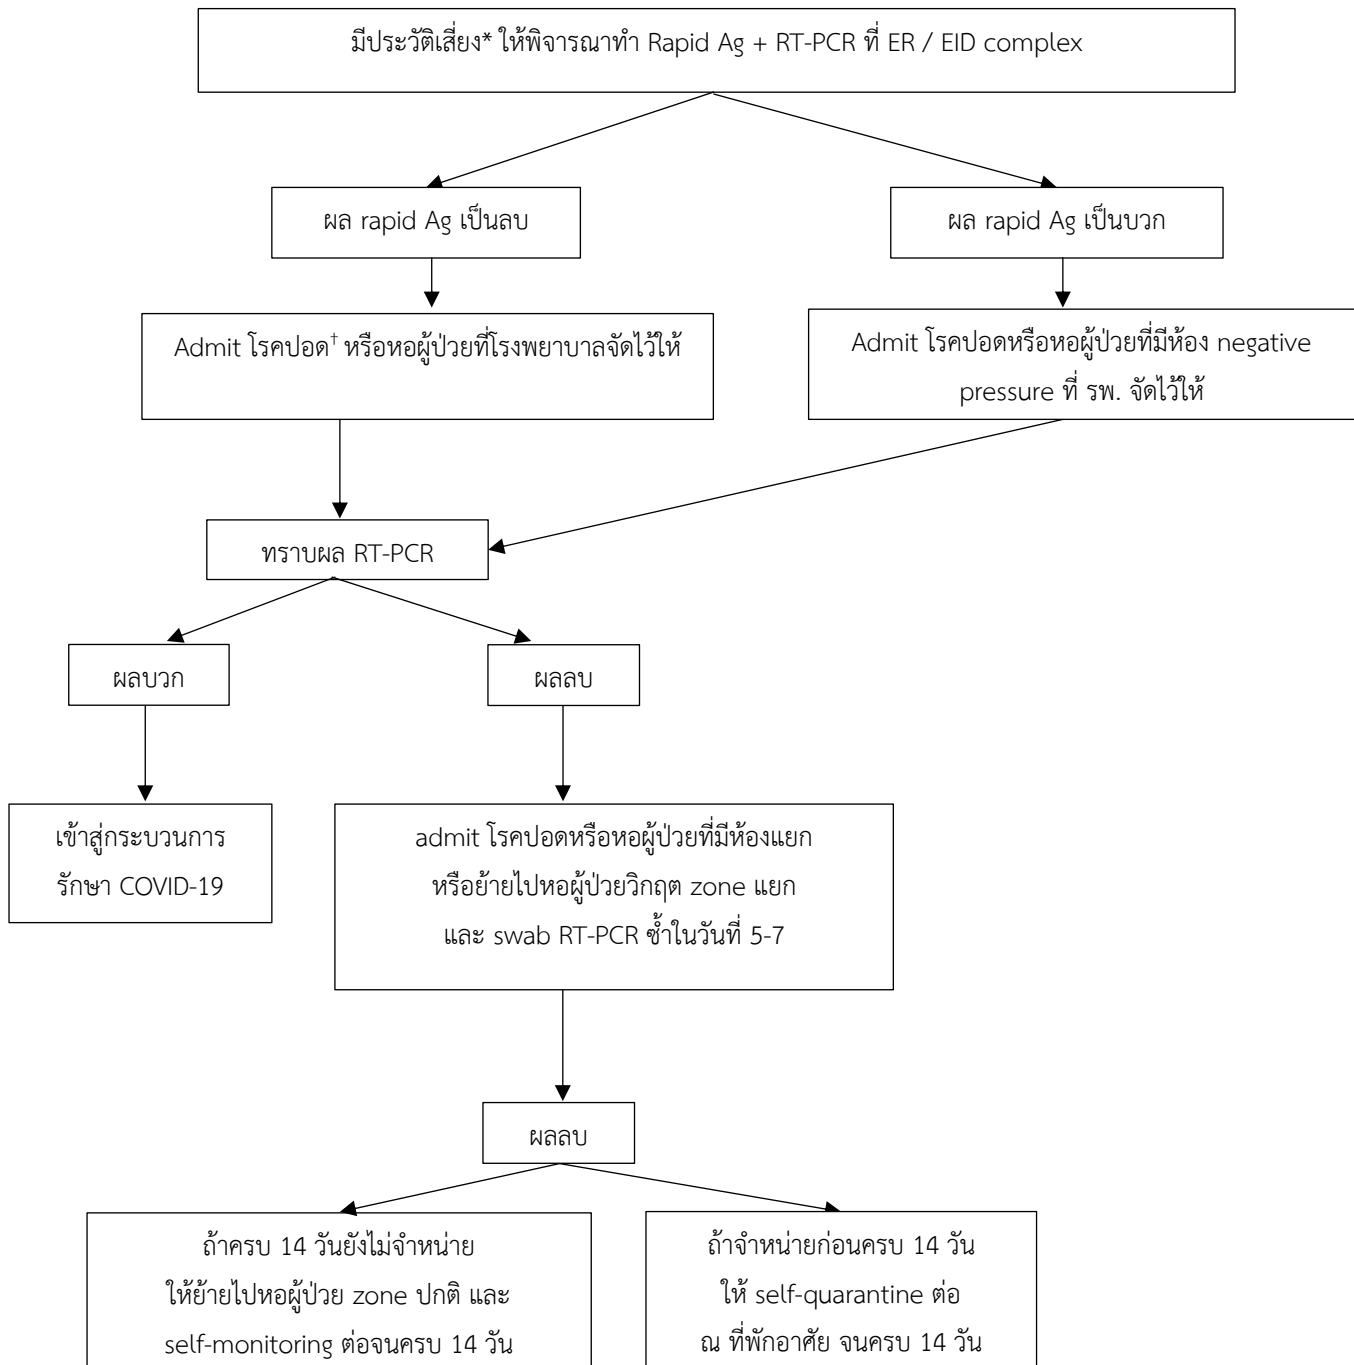 มีประวัติเสี่ยง* ให้พิจารณาทำ Rapid Ag + RT-PCR ที่ ER / EID complex
ผล rapid Ag เป็นลบ
ผล rapid Ag เป็นบวก
Admit โรคปอด† หรือหอผู้ป่วยที่โรงพยาบาลจัดไว้ให้
Admit โรคปอดหรือหอผู้ป่วยที่มีห้อง negative
pressure ที่ รพ. จัดไว้ให้
ทราบผล RT-PCR
ผลบวก
ผลลบ
เข้าสู่กระบวนการ
รักษา COVID-19
admit โรคปอดหรือหอผู้ป่วยที่มีห้องแยก
หรือย้ายไปหอผู้ป่วยวิกฤต zone แยก
และ swab RT-PCR ซ้ำในวันที่ 5-7
ผลลบ
ถ้าครบ 14 วันยังไม่จำหน่าย
ให้ย้ายไปหอผู้ป่วย zone ปกติ และ
self-monitoring ต่อจนครบ 14 วัน
ถ้าจำหน่ายก่อนครบ 14 วัน
ให้ self-quarantine ต่อ
ณ ที่พักอาศัย จนครบ 14 วัน